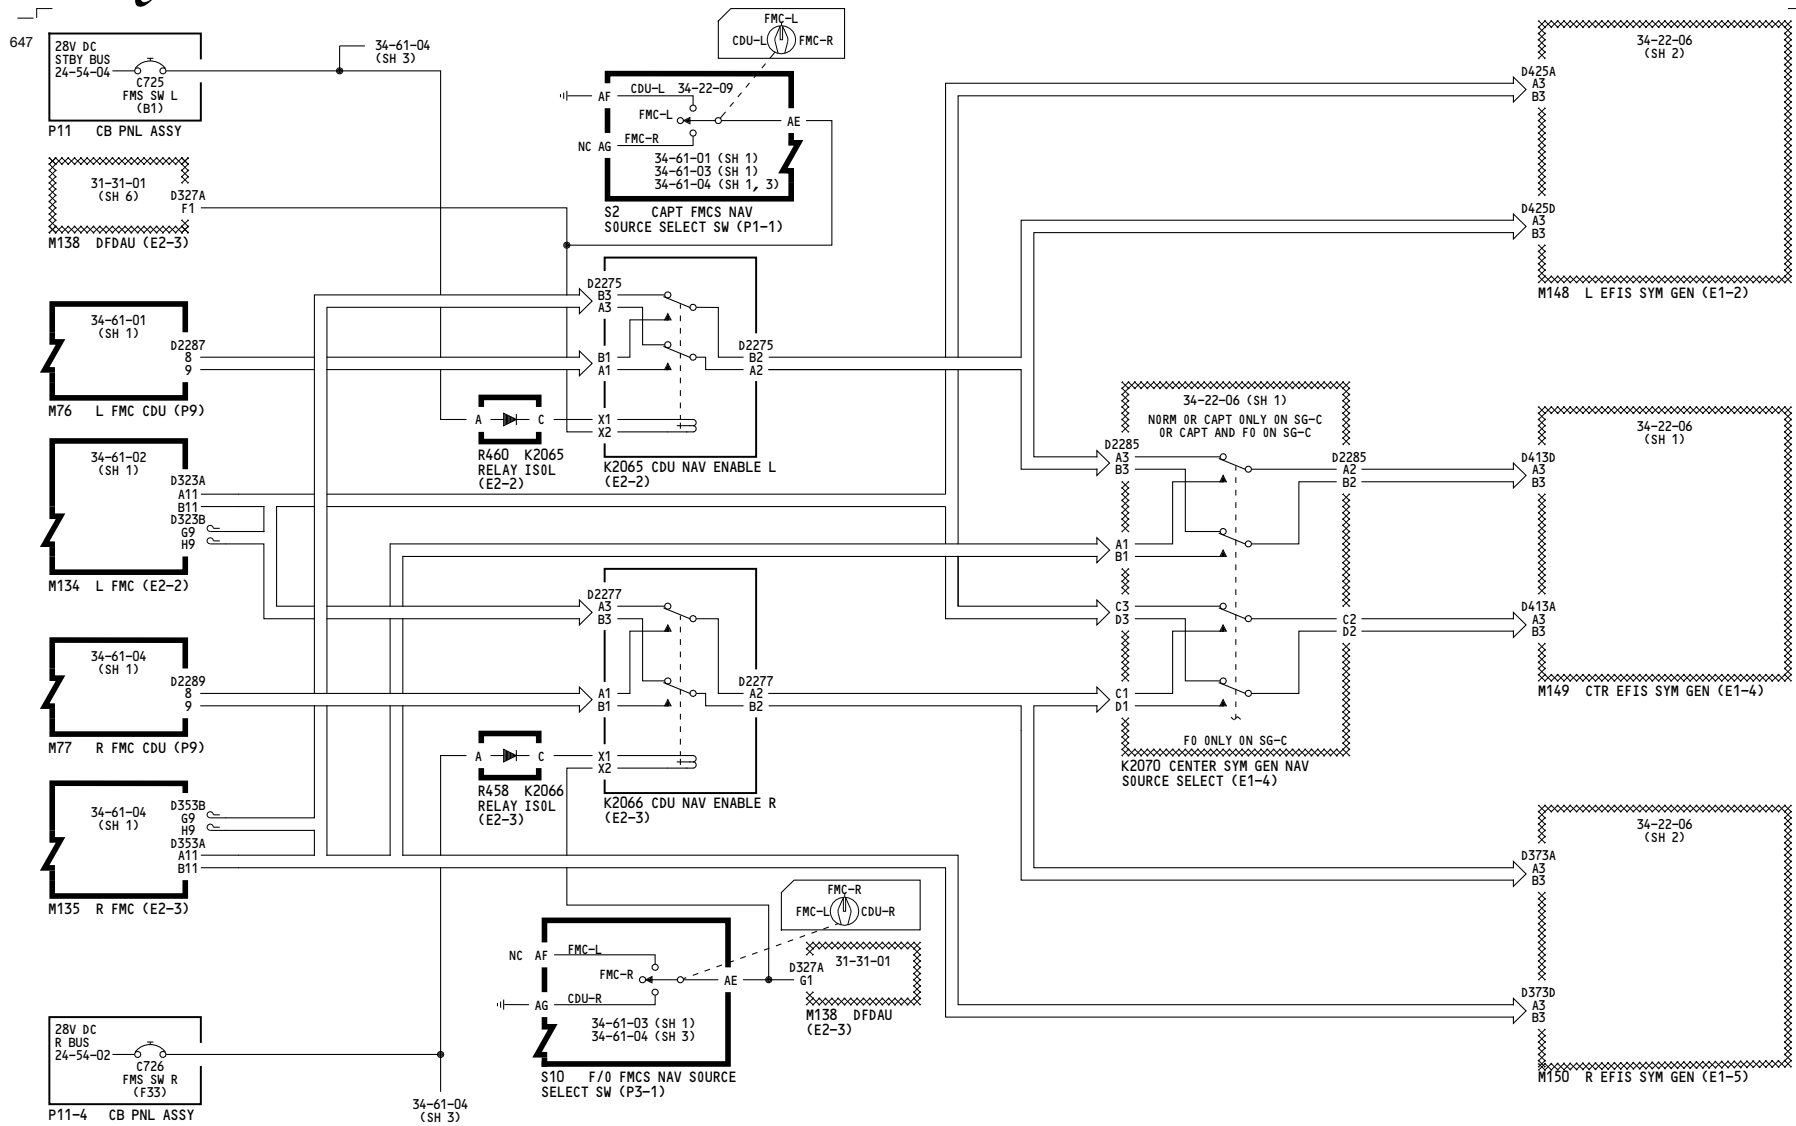 647
28V DC
STBY BUS
24-54-04
C725
FMS SW L
(B1)
P11 CB PNL ASSY
34-61-04
(SH 3)
31-31-01
(SH 6)
D327A
F1
M138 DFDAU (E2-3)
34-61-01
(SH 1)
D2287
8
9
M76 L FMC CDU (P9)
34-61-02
(SH 1)
D323A
A11
B11
D323B
G9
H9
M134 L FMC (E2-2)
34-61-04
(SH 1)
D2289
8
9
M77 R FMC CDU (P9)
34-61-04
(SH 1)
D353B
G9
H9
D353A
A11
B11
M135 R FMC (E2-3)
28V DC
R BUS
24-54-02
C726
FMS SW R
(F33)
P11-4 CB PNL ASSY
34-61-04
(SH 3)
FMC-L
CDU-L FMC-R
AF CDU-L 34-22-09
FMC-L
AE
NC AG FMC-R
34-61-01 (SH 1)
34-61-03 (SH 1)
34-61-04 (SH 1, 3)
S2 CAPT FMCS NAV
SOURCE SELECT SW (P1-1)
D2275
B3
A3
B1
A1
X1
X2
D2275
B2
A2
K2065 CDU NAV ENABLE L
(E2-2)
A C
R460 K2065
RELAY ISOL
(E2-2)
D2277
A3
B3
A1
B1
X1
X2
D2277
A2
B2
K2066 CDU NAV ENABLE R
(E2-3)
A C
R458 K2066
RELAY ISOL
(E2-3)
FMC-R
FMC-L CDU-R
NC AF FMC-L
FMC-R
AE
AG CDU-R
34-61-03 (SH 1)
34-61-04 (SH 3)
S10 F/O FMCS NAV SOURCE
SELECT SW (P3-1)
D327A
G1
31-31-01
M138 DFDAU
(E2-3)
34-22-06 (SH 1)
NORM OR CAPT ONLY ON SG-C
OR CAPT AND FO ON SG-C
D2285
A3
B3
A1
B1
C3
D3
C1
D1
D2285
A2
B2
C2
D2
FO ONLY ON SG-C
K2070 CENTER SYM GEN NAV
SOURCE SELECT (E1-4)
34-22-06
(SH 2)
D425A
A3
B3
D425D
A3
B3
M148 L EFIS SYM GEN (E1-2)
34-22-06
(SH 1)
D413D
A3
B3
D413A
A3
B3
M149 CTR EFIS SYM GEN (E1-4)
34-22-06
(SH 2)
D373A
A3
B3
D373D
A3
B3
M150 R EFIS SYM GEN (E1-5)